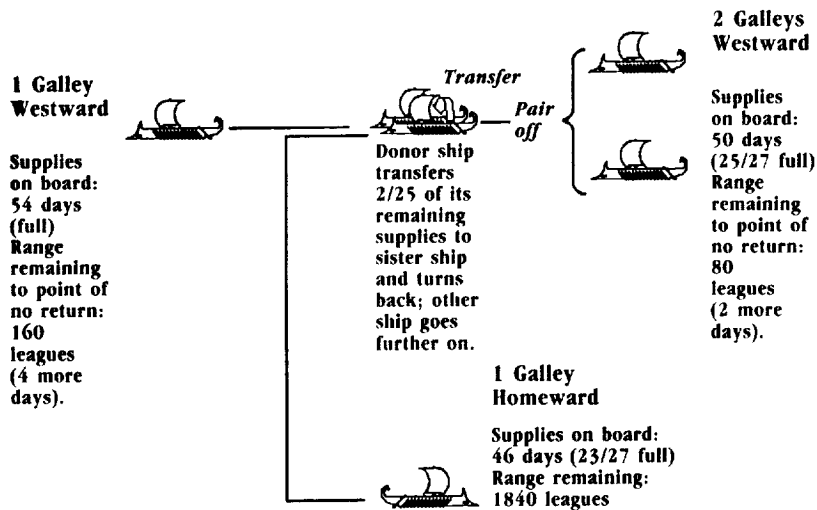 1 Galley
Westward
Supplies
on board:
54 days
(full)
Range
remaining
to point of
no return:
160
leagues
(4 more
days).
Transfer
Pair
off
Donor ship
transfers
2/25 of its
remaining
supplies to
sister ship
and turns
back; other
ship goes
further on.
2 Galleys
Westward
Supplies
on board:
50 days
(25/27 full)
Range
remaining
to point of
no return:
80
leagues
(2 more
days).
1 Galley
Homeward
Supplies on board:
46 days (23/27 full)
Range remaining:
1840 leagues